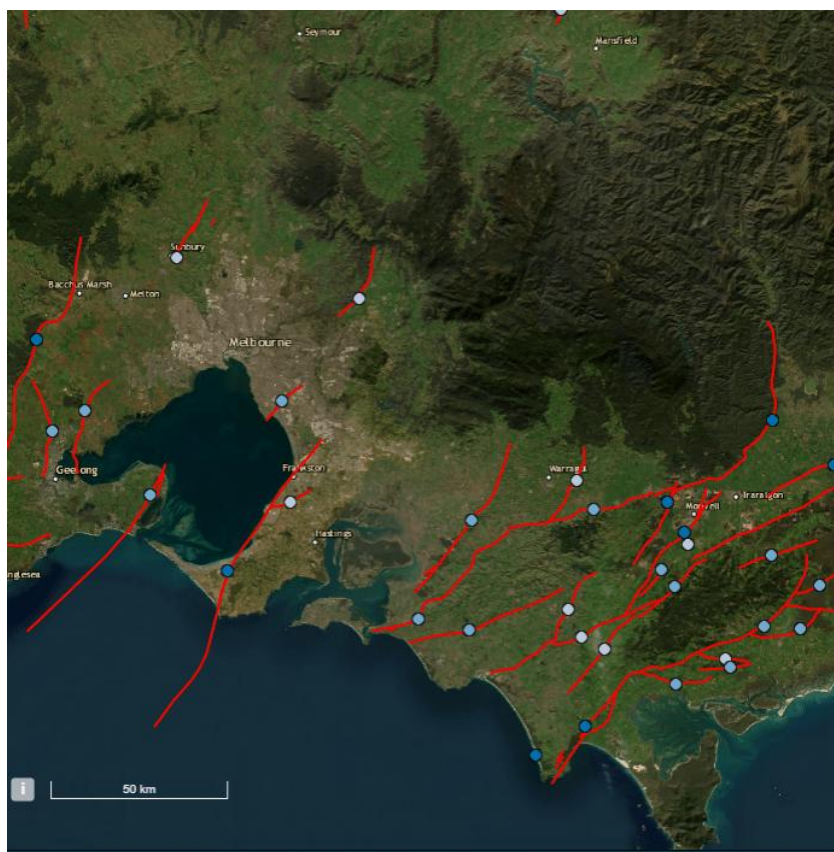 Seymour
Mansfield
Sunbury
Bacchus Marsh
Melton
Melbourne
Warragul
Geelong
Frankston
Traralgon
Morwell
Hastings
nglesea
i
50 km